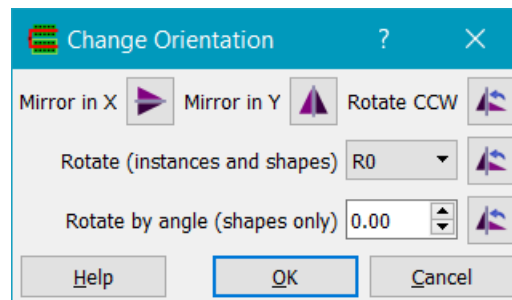 Change Orientation ? ×
Mirror in X Mirror in Y Rotate CCW
Rotate (instances and shapes) R0
Rotate by angle (shapes only) 0.00
Help OK Cancel